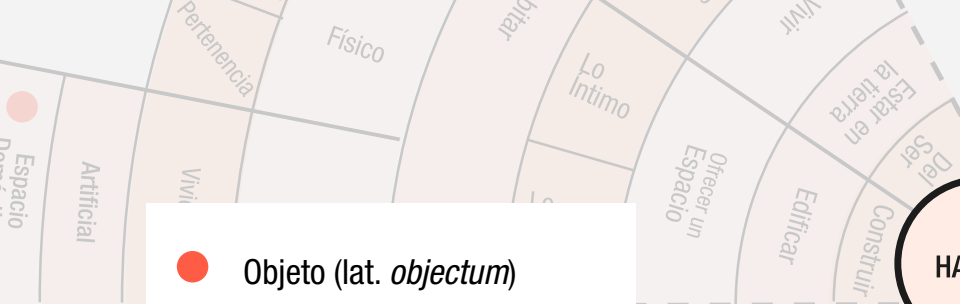 Pertenencia
Físico
bitar
Lo
Íntimo
Vivir
Estar en
la tierra
Del
Ser
Espacio
Artificial
Ofrecer un
Espacio
Edificar
Construir
Objeto (lat. objectum)